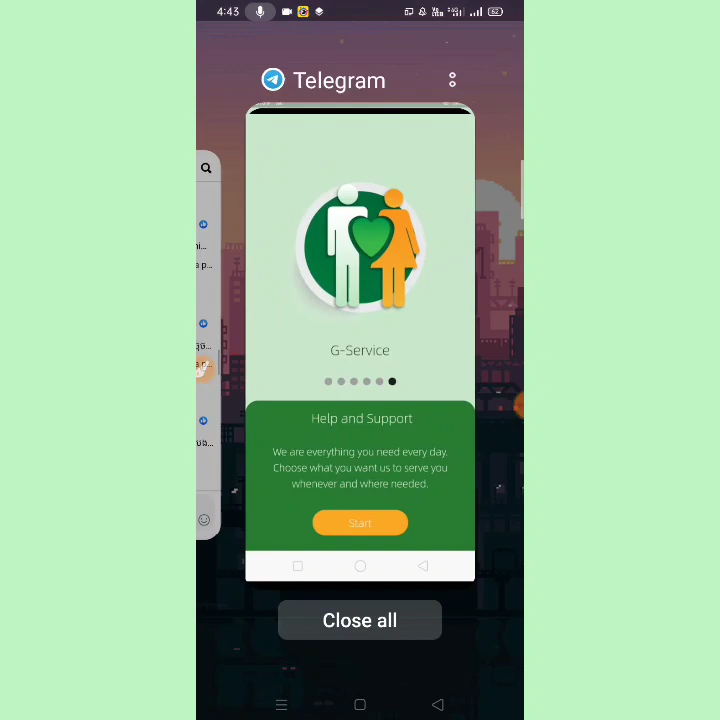 4:43
62
Telegram
G-Service
Help and Support
We are everything you need every day.
Choose what you want us to serve you
whenever and where needed.
Start
Close all